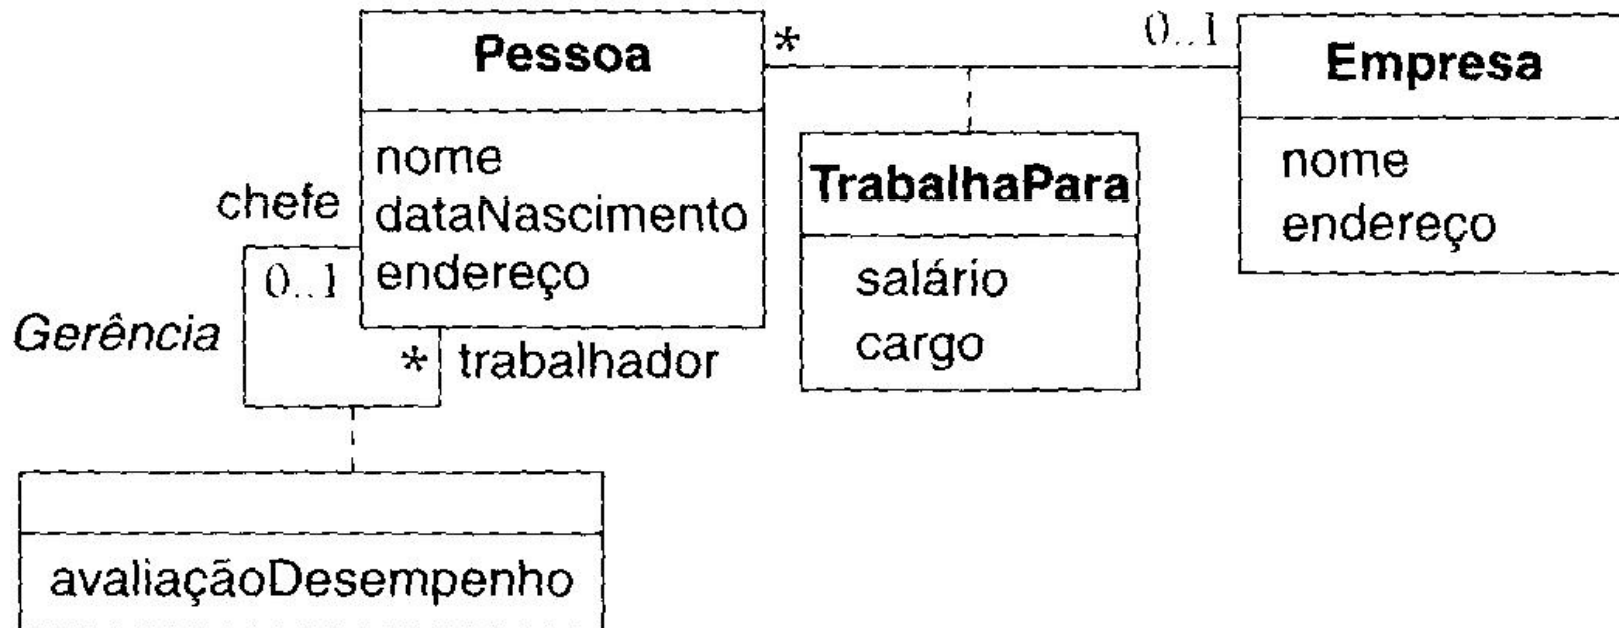 Pessoa
nome
dataNascimento
endereço
*
0..1
Empresa
nome
endereço
TrabalhaPara
salário
cargo
chefe
0..1
Gerência
*
trabalhador
avaliaçãoDesempenho